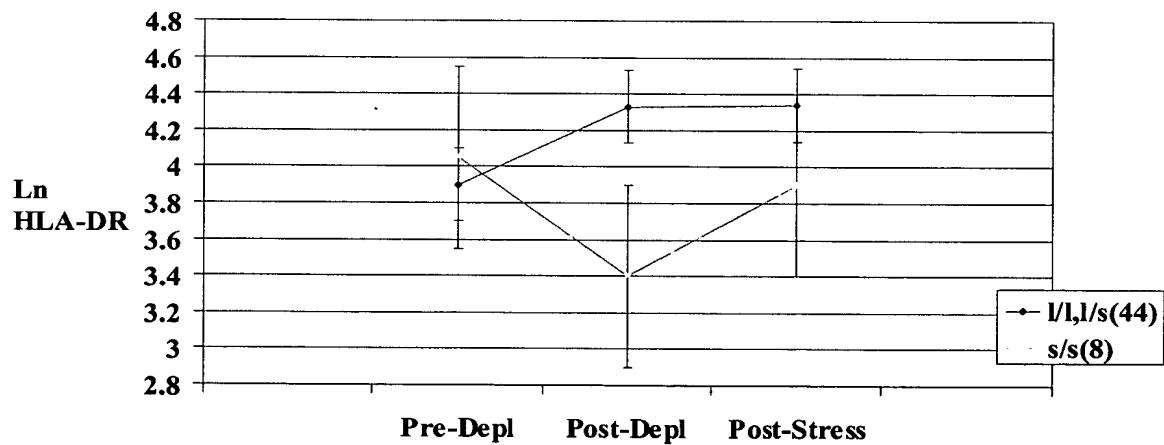 4.8
4.6
4.4
4.2
4
3.8
3.6
3.4
3.2
3
2.8
Ln
HLA-DR
Pre-Depl Post-Depl Post-Stress
l/l,l/s(44)
s/s(8)